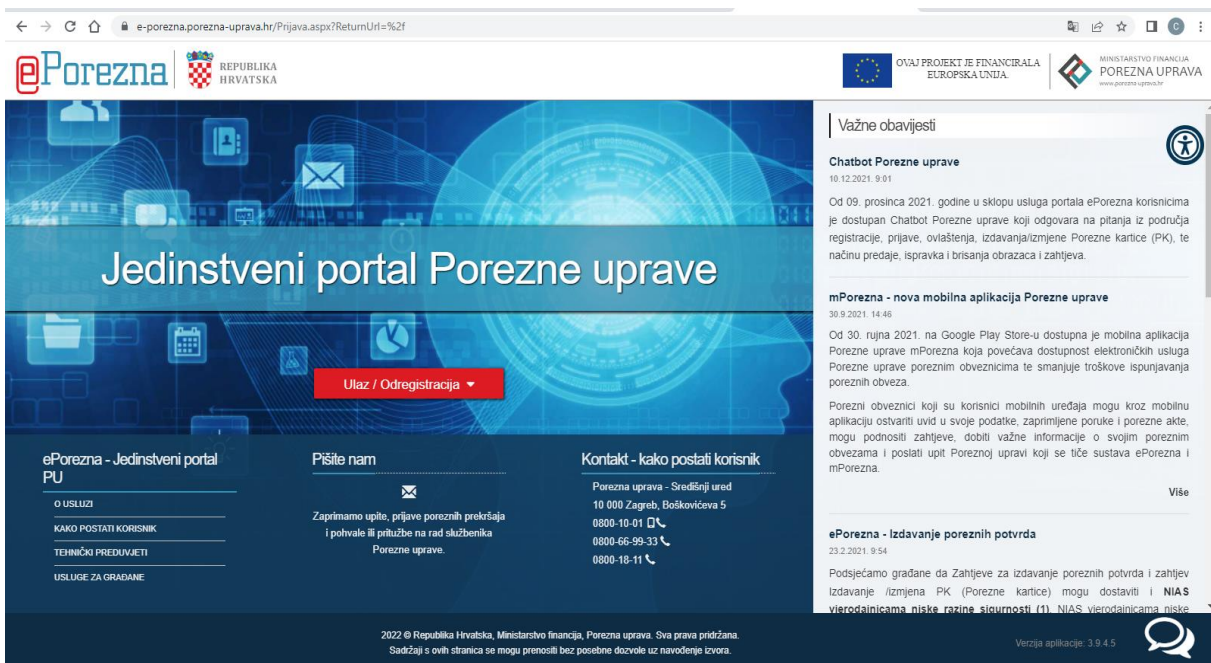 e-porezna.porezna-uprava.hr/Prijava.aspx?ReturnUrl=%2f
C
ePorezna
REPUBLIKA
HRVATSKA
OVAJ PROJEKT JE FINANCIRALA
EUROPSKA UNIJA.
MINISTARSTVO FINANCIJA
POREZNA UPRAVA
www.porezna-uprava.hr
Jedinstveni portal Porezne uprave
Ulaz / Odregistracija
ePorezna - Jedinstveni portal
PU
O USLUZI
KAKO POSTATI KORISNIK
TEHNIČKI PREDUVJETI
USLUGE ZA GRAĐANE
Pišite nam
Zaprimamo upite, prijave poreznih prekršaja
i pohvale ili pritužbe na rad službenika
Porezne uprave.
Kontakt - kako postati korisnik
Porezna uprava - Središnji ured
10 000 Zagreb, Boškovićeva 5
0800-10-01
0800-66-99-33
0800-18-11
Važne obavijesti
Chatbot Porezne uprave
10.12.2021. 9:01
Od 09. prosinca 2021. godine u sklopu usluga portala ePorezna korisnicima
je dostupan Chatbot Porezne uprave koji odgovara na pitanja iz područja
registracije, prijave, ovlaštenja, izdavanja/izmjene Porezne kartice (PK), te
načinu predaje, ispravka i brisanja obrazaca i zahtjeva.
mPorezna - nova mobilna aplikacija Porezne uprave
30.9.2021. 14:46
Od 30. rujna 2021. na Google Play Store-u dostupna je mobilna aplikacija
Porezne uprave mPorezna koja povećava dostupnost elektroničkih usluga
Porezne uprave poreznim obveznicima te smanjuje troškove ispunjavanja
poreznih obveza.
Porezni obveznici koji su korisnici mobilnih uređaja mogu kroz mobilnu
aplikaciju ostvariti uvid u svoje podatke, zaprimljene poruke i porezne akte,
mogu podnositi zahtjeve, dobiti važne informacije o svojim poreznim
obvezama i poslati upit Poreznoj upravi koji se tiče sustava ePorezna i
mPorezna.
Više
ePorezna - Izdavanje poreznih potvrda
23.2.2021. 9:54
Podsjećamo građane da Zahtjeve za izdavanje poreznih potvrda i zahtjev
Izdavanje /izmjena PK (Porezne kartice) mogu dostaviti i NIAS
vjerodajnicama niske razine sigurnosti (1). NIAS vjerodajnicama niske
2022 © Republika Hrvatska, Ministarstvo financija, Porezna uprava. Sva prava pridržana.
Sadržaji s ovih stranica se mogu prenositi bez posebne dozvole uz navođenje izvora.
Verzija aplikacije: 3.9.4.5